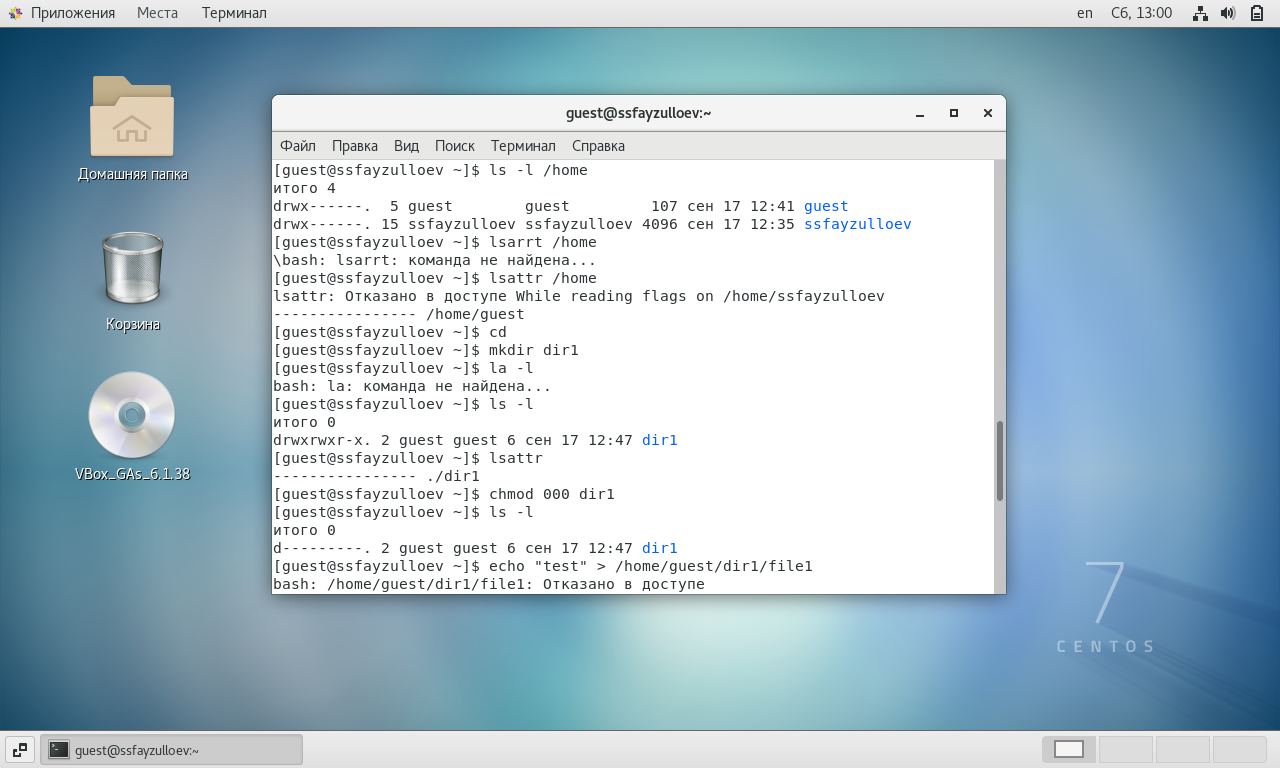 Приложения Места Терминал en Сб, 13:00
Домашняя папка
Корзина
VBox_GAs_6.1.38
guest@ssfayzulloev:~
Файл Правка Вид Поиск Терминал Справка
[guest@ssfayzulloev ~]$ ls -l /home
итого 4
drwx------.  5 guest        guest         107 сен 17 12:41 guest
drwx------. 15 ssfayzulloev ssfayzulloev 4096 сен 17 12:35 ssfayzulloev
[guest@ssfayzulloev ~]$ lsarrt /home
\bash: lsarrt: команда не найдена...
[guest@ssfayzulloev ~]$ lsattr /home
lsattr: Отказано в доступе While reading flags on /home/ssfayzulloev
---------------- /home/guest
[guest@ssfayzulloev ~]$ cd
[guest@ssfayzulloev ~]$ mkdir dir1
[guest@ssfayzulloev ~]$ la -l
bash: la: команда не найдена...
[guest@ssfayzulloev ~]$ ls -l
итого 0
drwxrwxr-x. 2 guest guest 6 сен 17 12:47 dir1
[guest@ssfayzulloev ~]$ lsattr
---------------- ./dir1
[guest@ssfayzulloev ~]$ chmod 000 dir1
[guest@ssfayzulloev ~]$ ls -l
итого 0
d---------. 2 guest guest 6 сен 17 12:47 dir1
[guest@ssfayzulloev ~]$ echo "test" > /home/guest/dir1/file1
bash: /home/guest/dir1/file1: Отказано в доступе
7
CENTOS
guest@ssfayzulloev:~